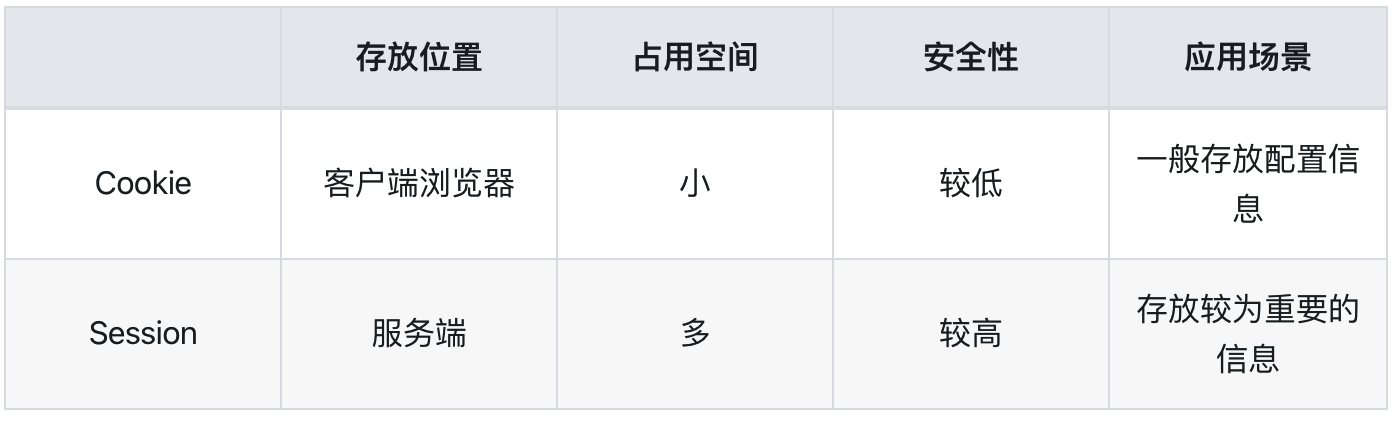 存放位置 占用空间 安全性 应用场景
Cookie 客户端浏览器 小 较低 一般存放配置信
息
Session 服务端 多 较高 存放较为重要的
信息